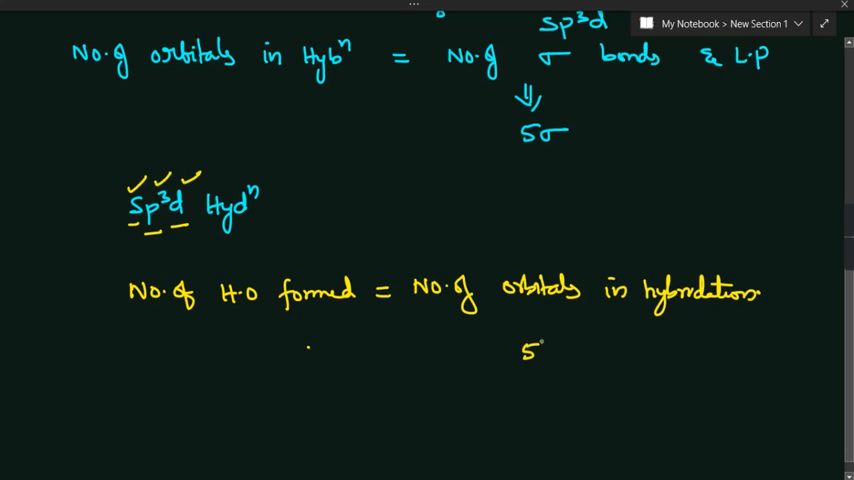 My Notebook > New Section 1
Sp³d
No. of orbitals in Hybⁿ = No. of σ bonds & L.P
⇓
5σ
Sp³d Hydⁿ
No. of H.O formed = No. of orbitals in hybridation.
5